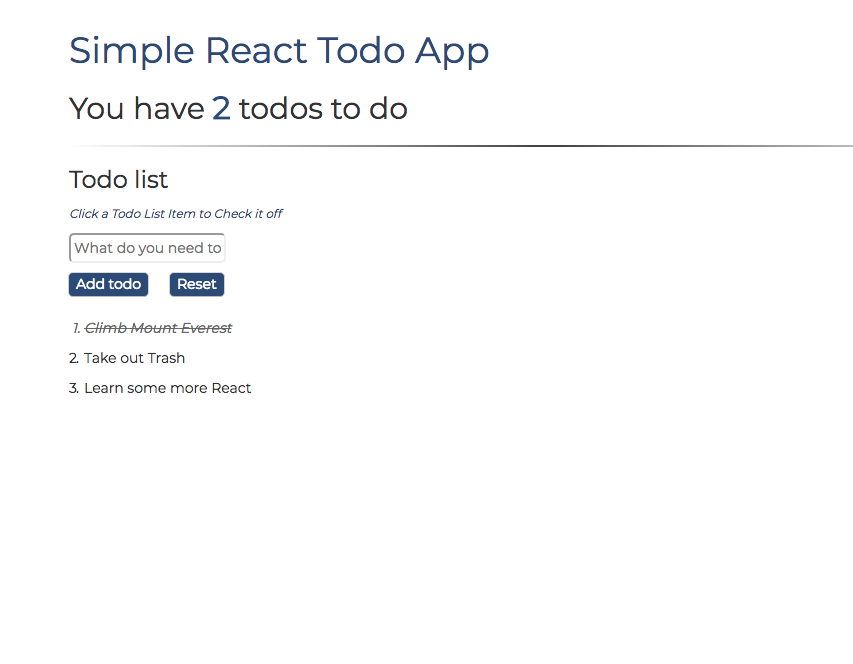 Simple React Todo App
You have 2 todos to do
Todo list
Click a Todo List Item to Check it off
What do you need to
Add todo Reset
1. Climb Mount Everest
2. Take out Trash
3. Learn some more React